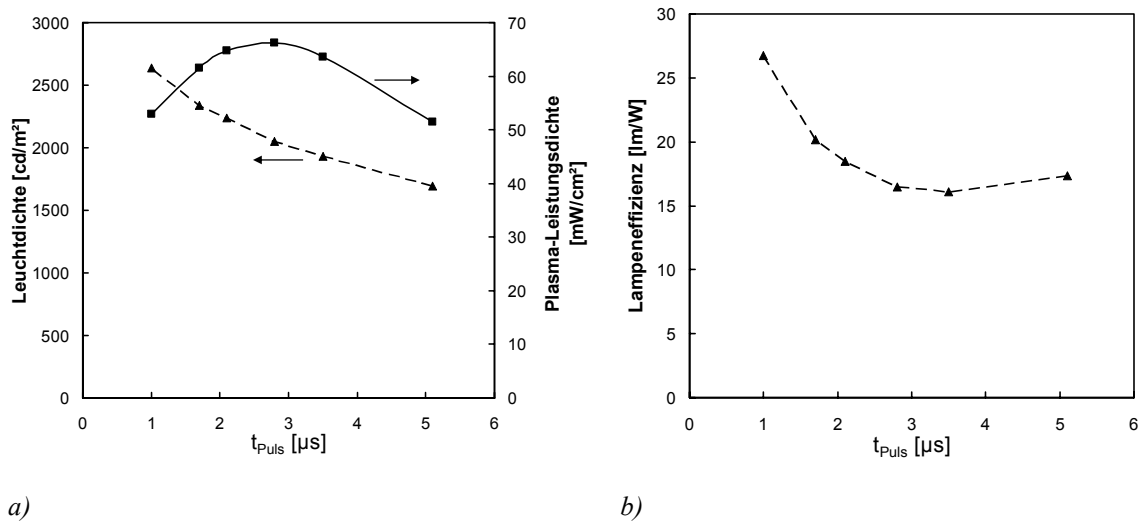 3000
2500
2000
1500
1000
500
0
Leuchtdichte [cd/m²]
70
60
50
40
30
20
10
0
Plasma-Leistungsdichte
[mW/cm²]
0 1 2 3 4 5 6
tPuls [µs]
a)
30
25
20
15
10
5
0
Lampeneffizienz [lm/W]
0 1 2 3 4 5 6
tPuls [µs]
b)